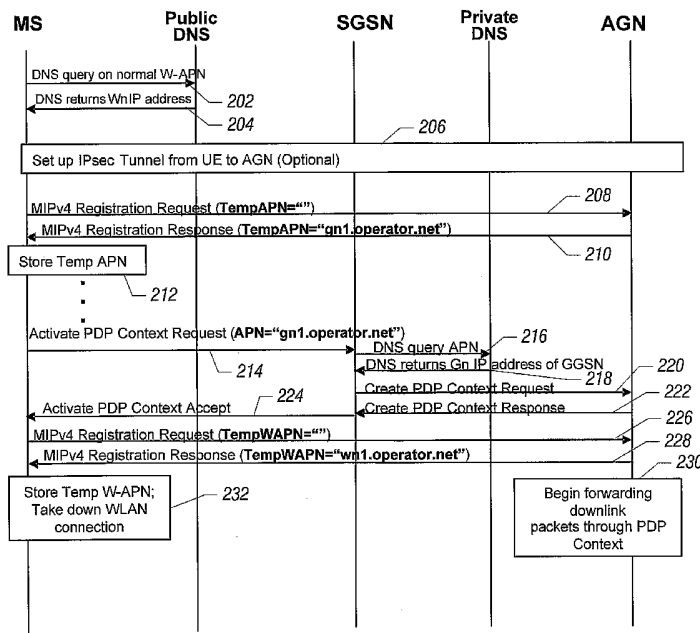 MS
Public
DNS
SGSN
Private
DNS
AGN
DNS query on normal W-APN
202
DNS returns Wn IP address
204
206
Set up IPsec Tunnel from UE to AGN (Optional)
208
MIPv4 Registration Request (TempAPN="")
MIPv4 Registration Response (TempAPN="gn1.operator.net")
210
Store Temp APN
212
Activate PDP Context Request (APN="gn1.operator.net")
216
DNS query APN
214
DNS returns Gn IP address of GGSN
218
220
Create PDP Context Request
222
224
Activate PDP Context Accept
Create PDP Context Response
226
MIPv4 Registration Request (TempWAPN="")
228
MIPv4 Registration Response (TempWAPN="wn1.operator.net")
230
Store Temp W-APN;
Take down WLAN
connection
232
Begin forwarding
downlink
packets through PDP
Context